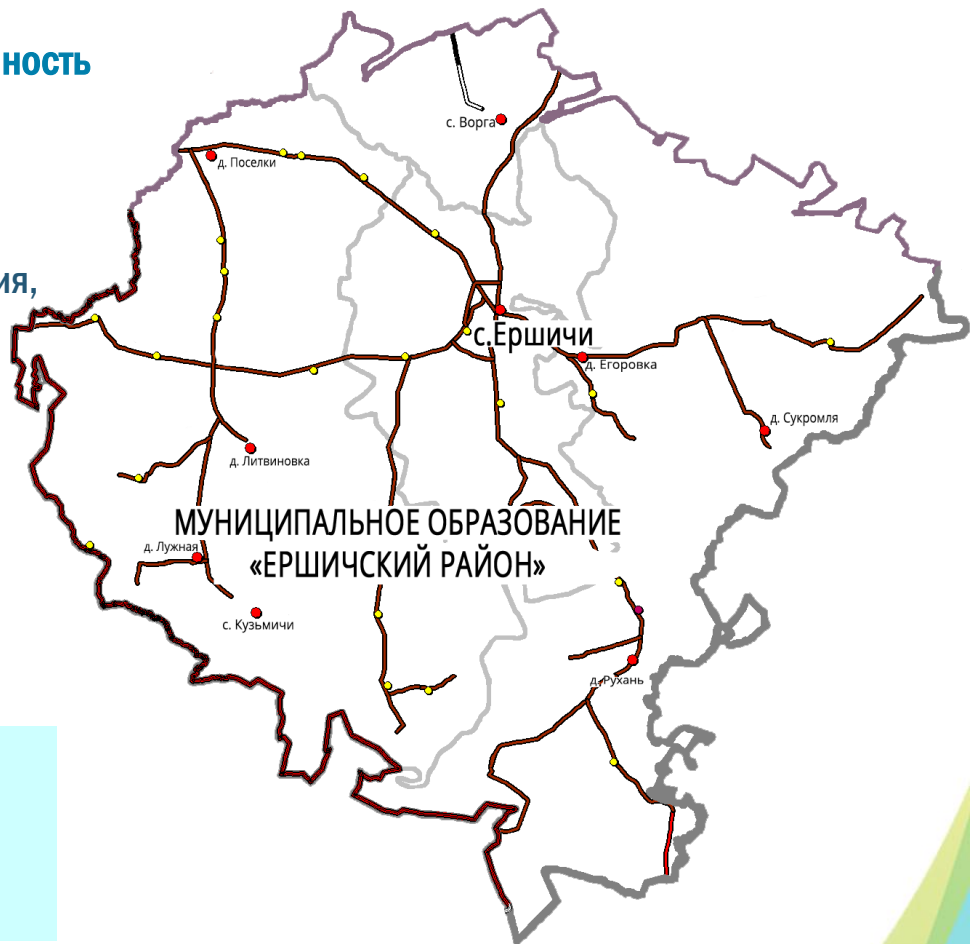 ность
с. Ворга
д. Поселки
ия,
с.Ершичи
д. Егоровка
д. Сукромля
д. Литвиновка
МУНИЦИПАЛЬНОЕ ОБРАЗОВАНИЕ
«ЕРШИЧСКИЙ РАЙОН»
д. Лужная
с. Кузьмичи
д. Рухань